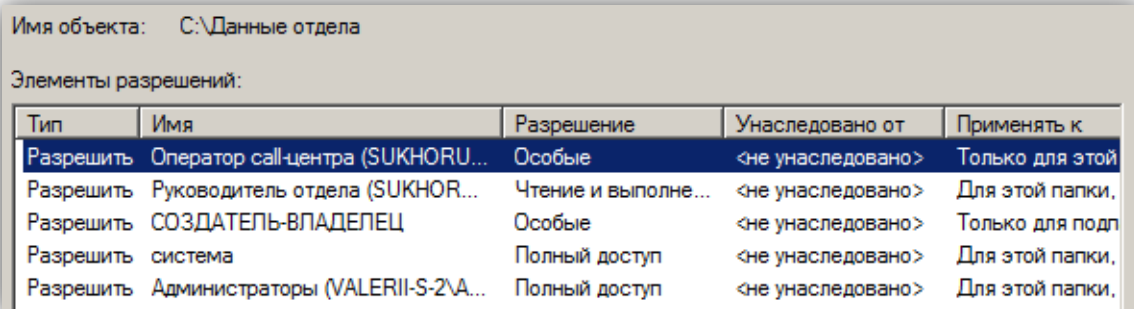 Имя объекта: C:\Данные отдела
Элементы разрешений:
Тип Имя Разрешение Унаследовано от Применять к
Разрешить Оператор call-центра (SUKHORU... Особые <не унаследовано> Только для этой
Разрешить Руководитель отдела (SUKHOR... Чтение и выполне... <не унаследовано> Для этой папки,
Разрешить СОЗДАТЕЛЬ-ВЛАДЕЛЕЦ Особые <не унаследовано> Только для подп
Разрешить система Полный доступ <не унаследовано> Для этой папки,
Разрешить Администраторы (VALERII-S-2\A... Полный доступ <не унаследовано> Для этой папки,